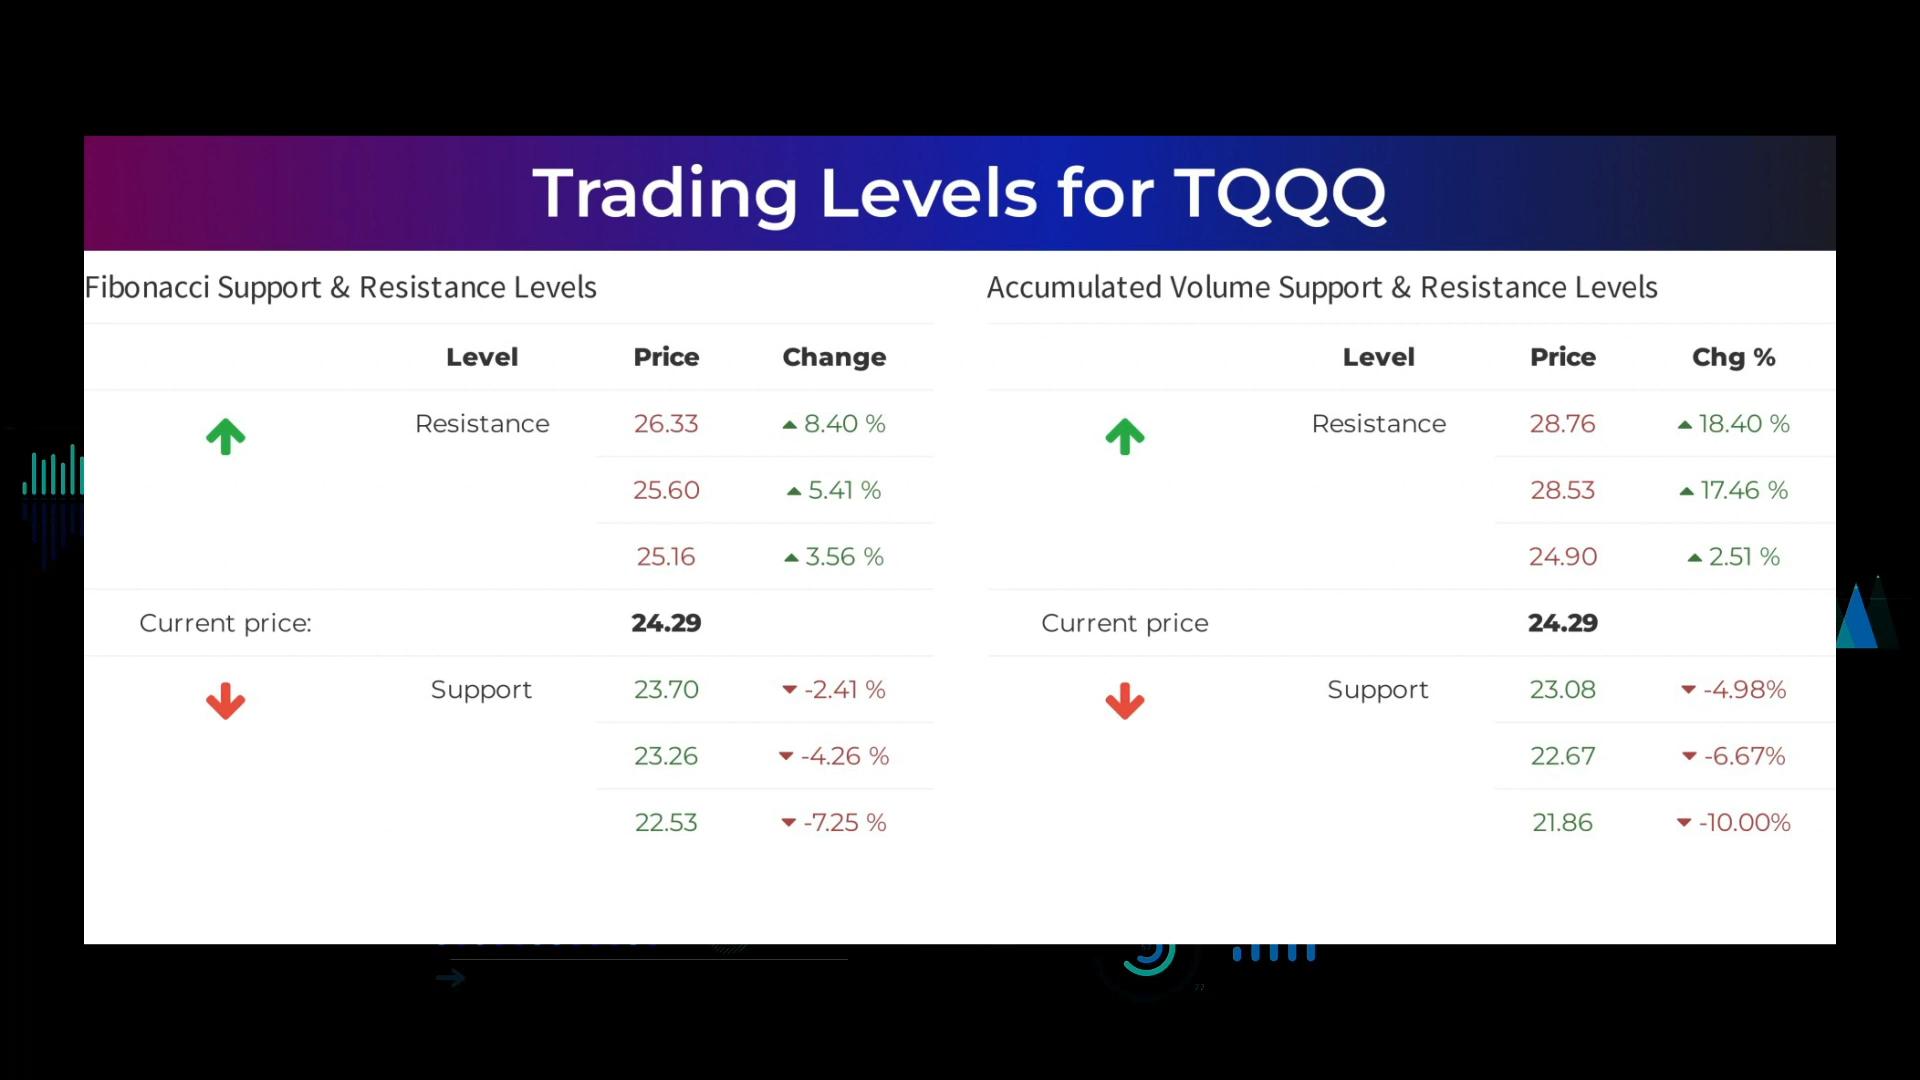 Trading Levels for TQQQ
Fibonacci Support & Resistance Levels
Level Price Change
Resistance 26.33 8.40 %
25.60 5.41 %
25.16 3.56 %
Current price: 24.29
Support 23.70 -2.41 %
23.26 -4.26 %
22.53 -7.25 %
Accumulated Volume Support & Resistance Levels
Level Price Chg %
Resistance 28.76 18.40 %
28.53 17.46 %
24.90 2.51 %
Current price 24.29
Support 23.08 -4.98%
22.67 -6.67%
21.86 -10.00%